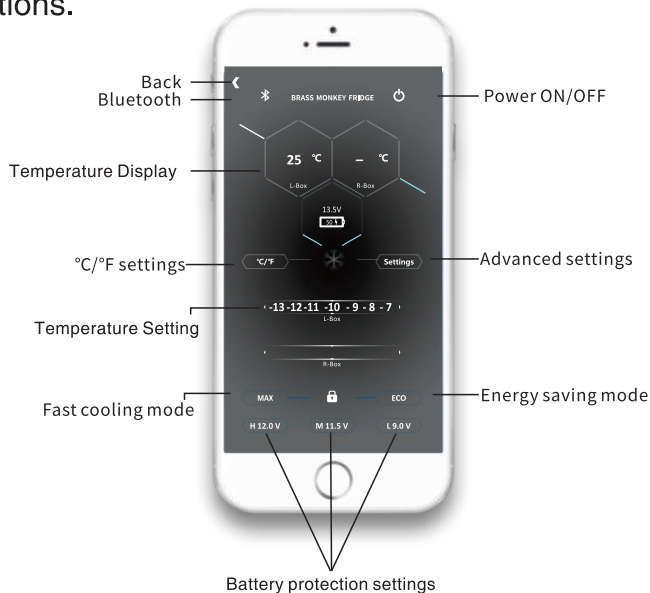 tions.
Back
Bluetooth
BRASS MONKEY FRIDGE
Power ON/OFF
25 °C
– °C
Temperature Display
L-Box
R-Box
13.5V
50
°C/°F settings
°C/°F
Settings
Advanced settings
-13 -12 -11 -10 - 9 - 8 - 7
L-Box
Temperature Setting
R-Box
Fast cooling mode
MAX
ECO
Energy saving mode
H 12.0 V
M 11.5 V
L 9.0 V
Battery protection settings